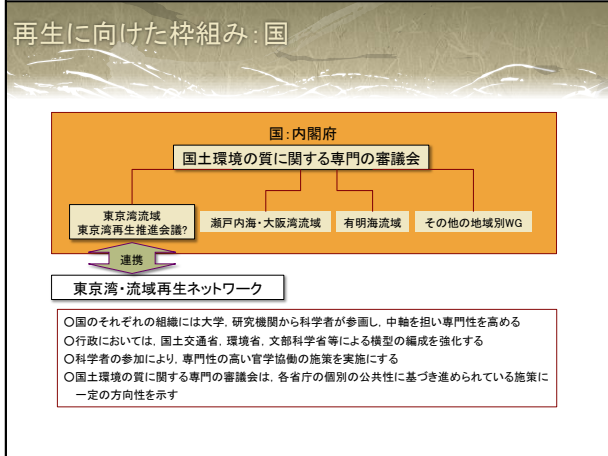 再生に向けた枠組み:国
国:内閣府
国土環境の質に関する専門の審議会
東京湾流域
東京湾再生推進会議?
瀬戸内海・大阪湾流域
有明海流域
その他の地域別WG
連携
東京湾・流域再生ネットワーク
○国のそれぞれの組織には大学，研究機関から科学者が参画し，中軸を担い専門性を高める
○行政においては，国土交通省，環境省，文部科学省等による横型の編成を強化する
○科学者の参加により，専門性の高い官学協働の施策を実施にする
○国土環境の質に関する専門の審議会は，各省庁の個別の公共性に基づき進められている施策に
一定の方向性を示す